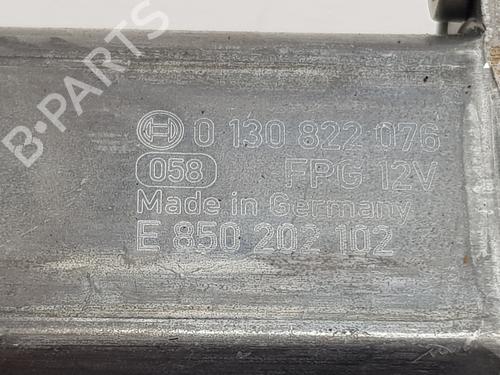 B-PARTS
0 130 822 076
058 FPG 12V
Made in Germany
E 850 202 102